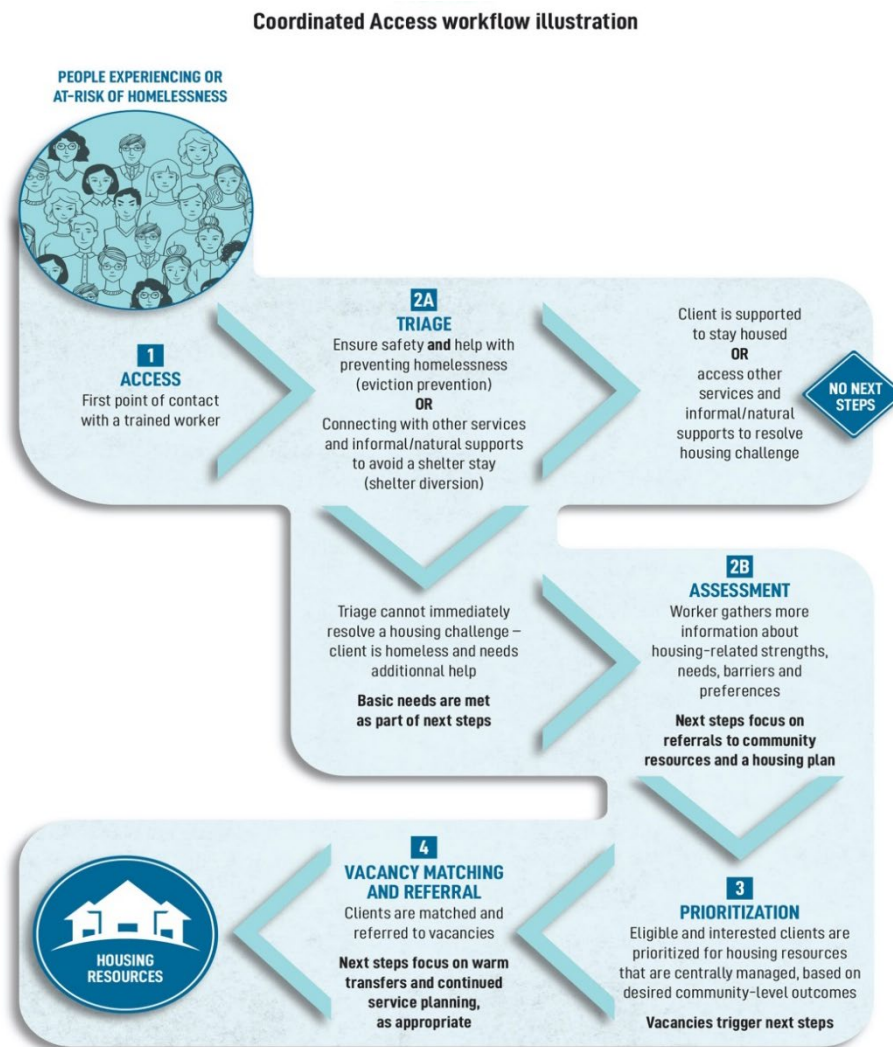 Coordinated Access workflow illustration
PEOPLE EXPERIENCING OR
AT-RISK OF HOMELESSNESS
1
ACCESS
First point of contact
with a trained worker
2A
TRIAGE
Ensure safety and help with
preventing homelessness
(eviction prevention)
OR
Connecting with other services
and informal/natural supports
to avoid a shelter stay
(shelter diversion)
Client is supported
to stay housed
OR
access other
services and
informal/natural
supports to resolve
housing challenge
NO NEXT
STEPS
Triage cannot immediately
resolve a housing challenge –
client is homeless and needs
additionnal help
Basic needs are met
as part of next steps
2B
ASSESSMENT
Worker gathers more
information about
housing-related strengths,
needs, barriers and
preferences
Next steps focus on
referrals to community
resources and a housing plan
3
PRIORITIZATION
Eligible and interested clients are
prioritized for housing resources
that are centrally managed, based on
desired community-level outcomes
Vacancies trigger next steps
4
VACANCY MATCHING
AND REFERRAL
Clients are matched and
referred to vacancies
Next steps focus on warm
transfers and continued
service planning,
as appropriate
HOUSING
RESOURCES